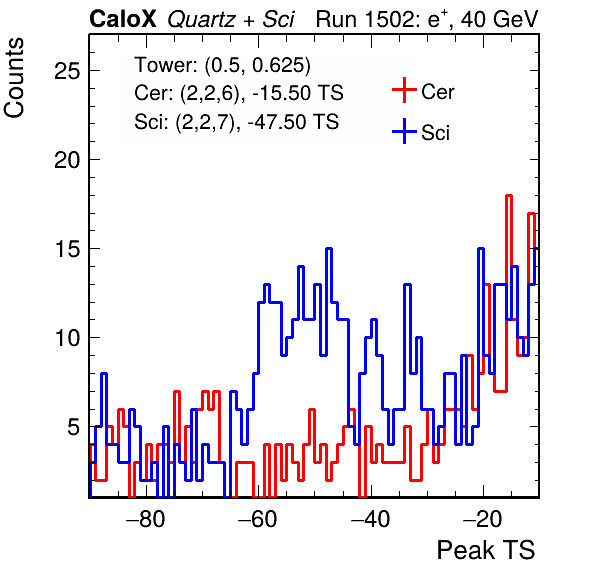 CaloX Quartz + Sci Run 1502: e+, 40 GeV
Counts
Tower: (0.5, 0.625)
Cer: (2,2,6), -15.50 TS
Sci: (2,2,7), -47.50 TS
Cer
Sci
25
20
15
10
5
−80 −60 −40 −20
Peak TS